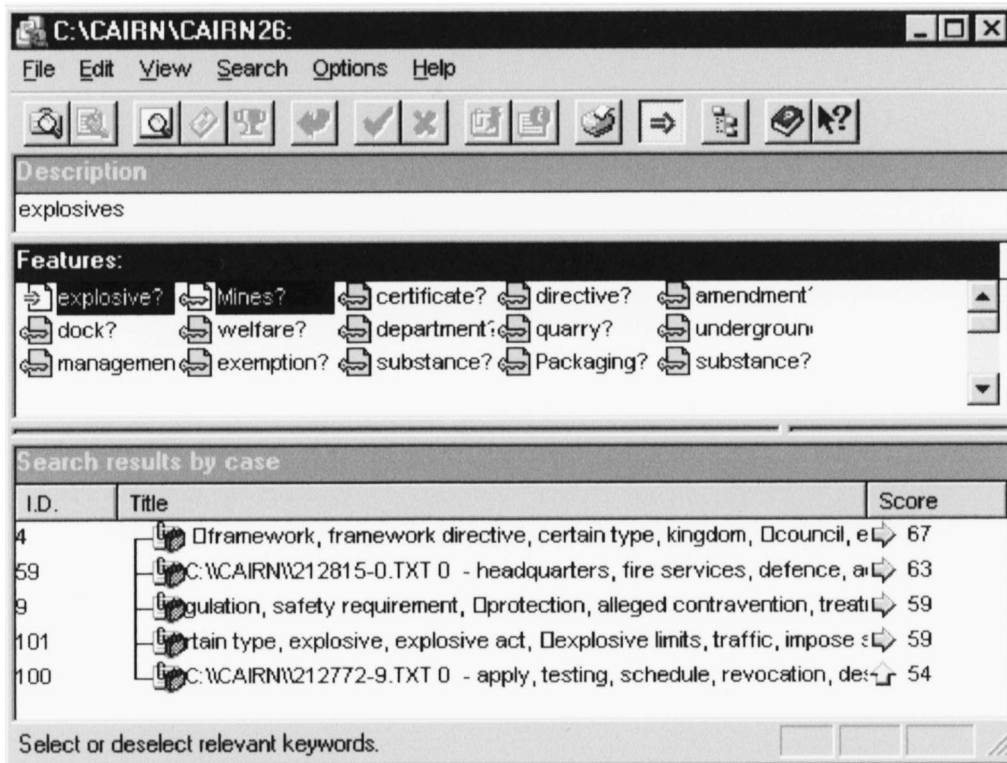 C:\CAIRN\CAIRN26:
File Edit View Search Options Help
Description
explosives
Features:
explosive? Mines? certificate? directive? amendment
dock? welfare? department? quarry? undergroun
managemen exemption? substance? Packaging? substance?
Search results by case
I.D. Title Score
4 □framework, framework directive, certain type, kingdom, □council, e 67
59 C:\\CAIRN\\212815-0.TXT 0 - headquarters, fire services, defence, a 63
9 gulation, safety requirement, □protection, alleged contravention, treat 59
101 rtain type, explosive, explosive act, □explosive limits, traffic, impose s 59
100 C:\\CAIRN\\212772-9.TXT 0 - apply, testing, schedule, revocation, de 54
Select or deselect relevant keywords.